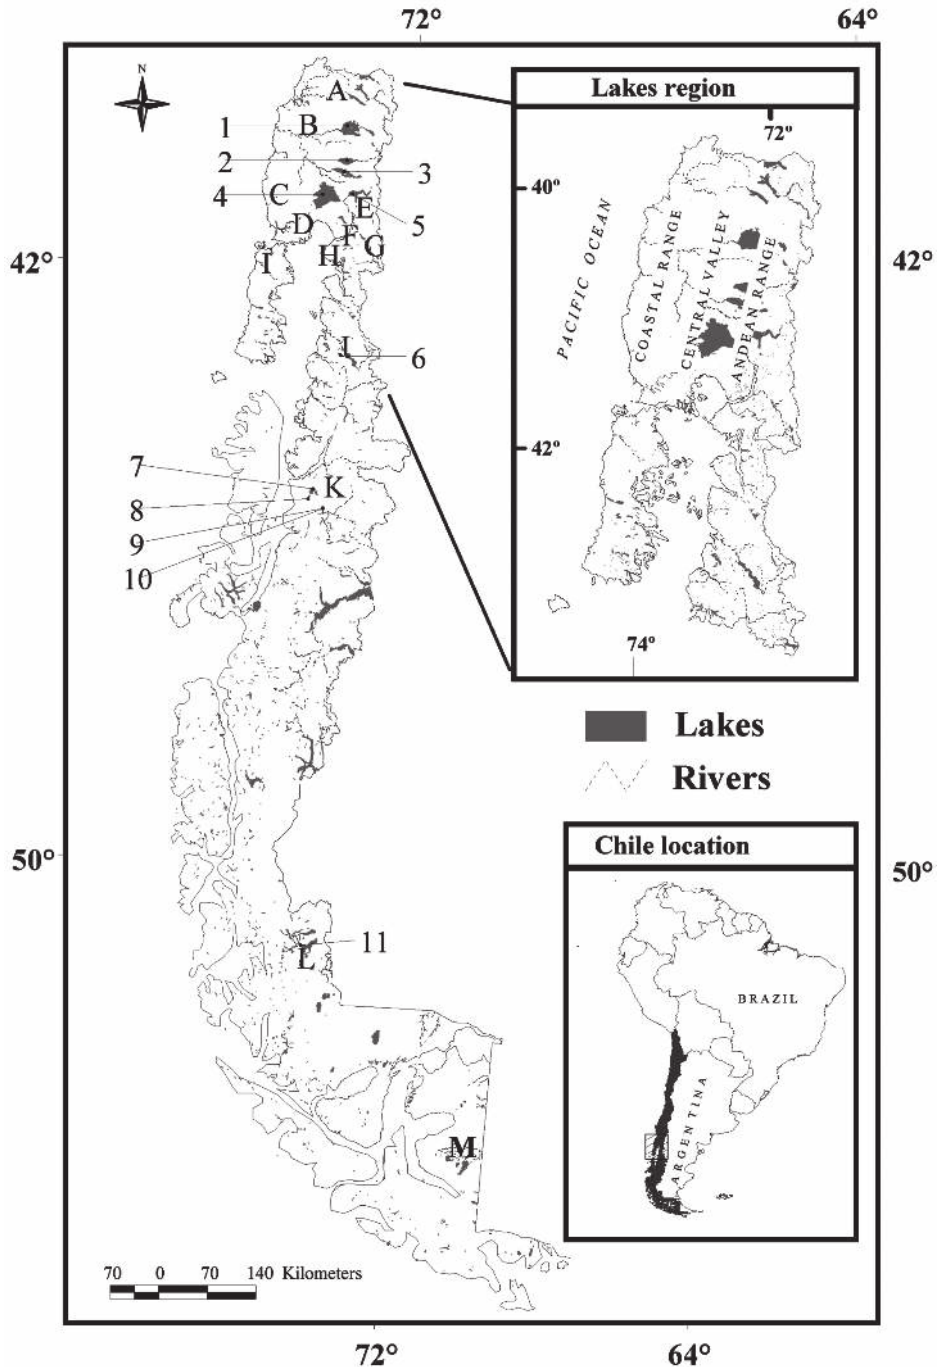 72° 64°
Lakes region
N
72°
A
B
1
40°
2
3
C
4
E
5
D
F
G
H
I
42° 42°
PACIFIC OCEAN
COASTAL RANGE
CENTRAL VALLEY
ANDEAN RANGE
J
6
42°
7
K
8
9
10
74°
Lakes
Rivers
Chile location
50° 50°
11
L
BRAZIL
ARGENTINA
M
70 0 70 140 Kilometers
72° 64°